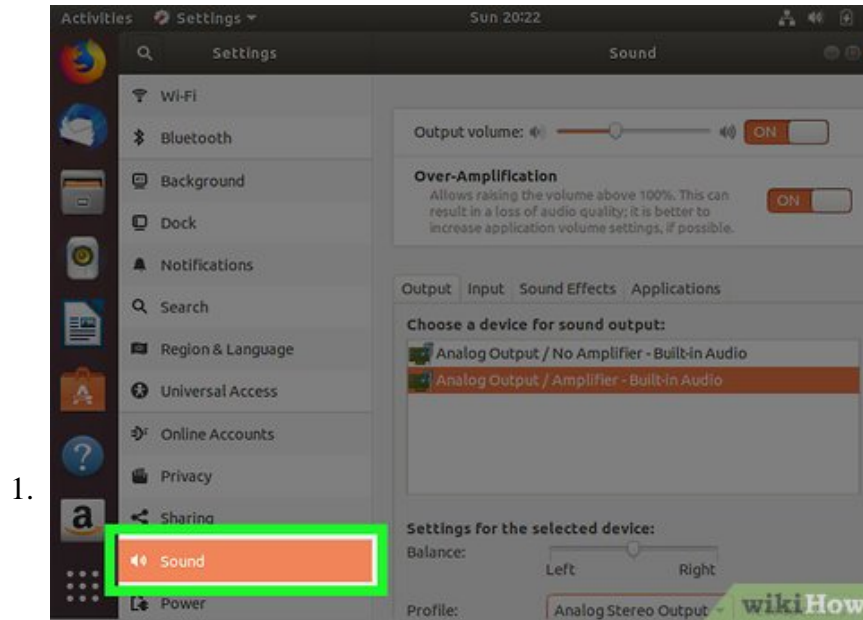 Activities Settings Sun 20:22
Settings Sound
Wi-Fi
Bluetooth
Background
Dock
Notifications
Search
Region & Language
Universal Access
Online Accounts
Privacy
Sharing
Sound
Power
Output volume: ON
Over-Amplification
Allows raising the volume above 100%. This can
result in a loss of audio quality; it is better to
increase application volume settings, if possible.
ON
Output Input Sound Effects Applications
Choose a device for sound output:
Analog Output / No Amplifier - Built-in Audio
Analog Output / Amplifier - Built-in Audio
Settings for the selected device:
Balance:
Left Right
Profile: Analog Stereo Output
1.
a
?
wikiHow